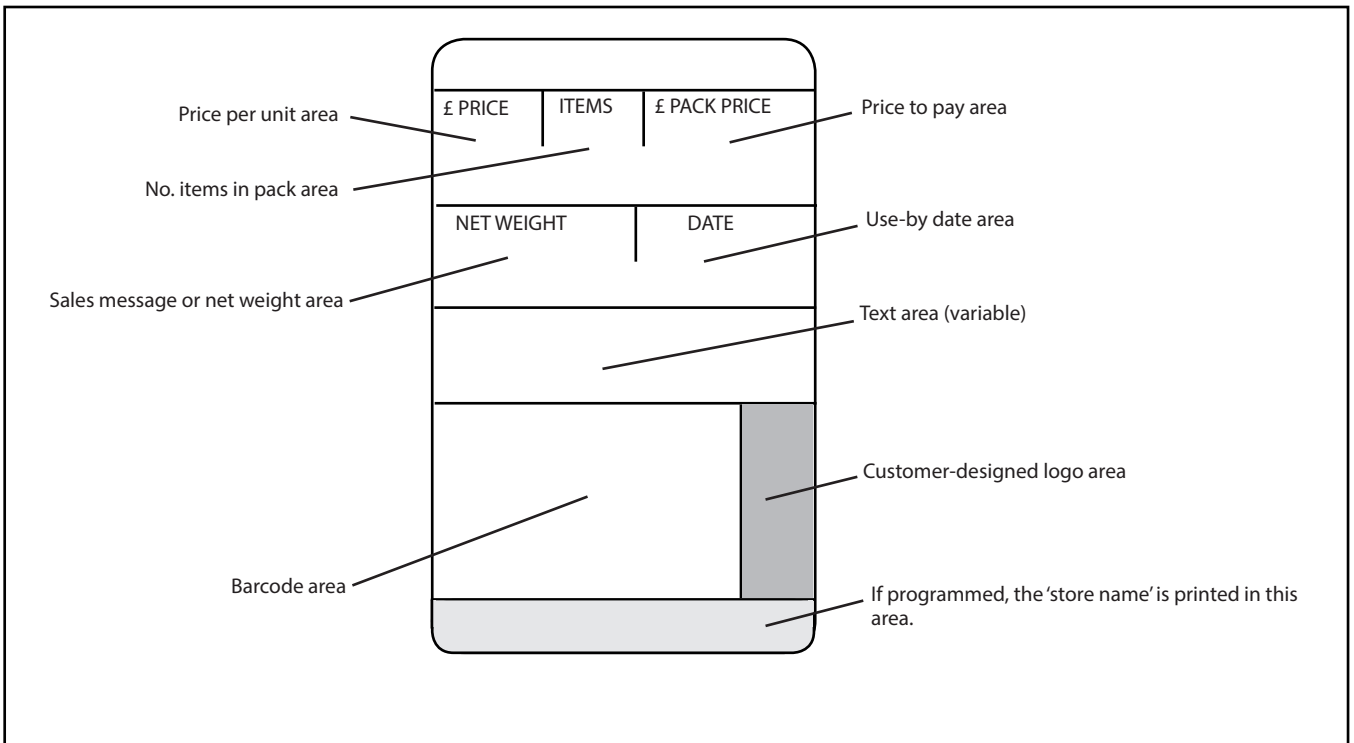 Price per unit area
£ PRICE
ITEMS
£ PACK PRICE
Price to pay area
No. items in pack area
NET WEIGHT
DATE
Use-by date area
Sales message or net weight area
Text area (variable)
Customer-designed logo area
Barcode area
If programmed, the ‘store name’ is printed in this
area.